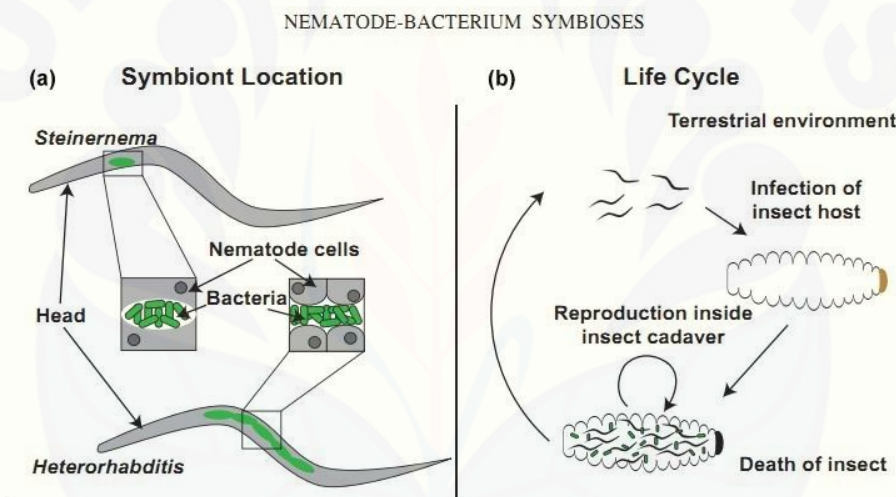 NEMATODE-BACTERIUM SYMBIOSES
(a) Symbiont Location
Steinernema
Nematode cells
Bacteria
Head
Heterorhabditis
(b) Life Cycle
Terrestrial environment
Infection of
insect host
Reproduction inside
insect cadaver
Death of insect